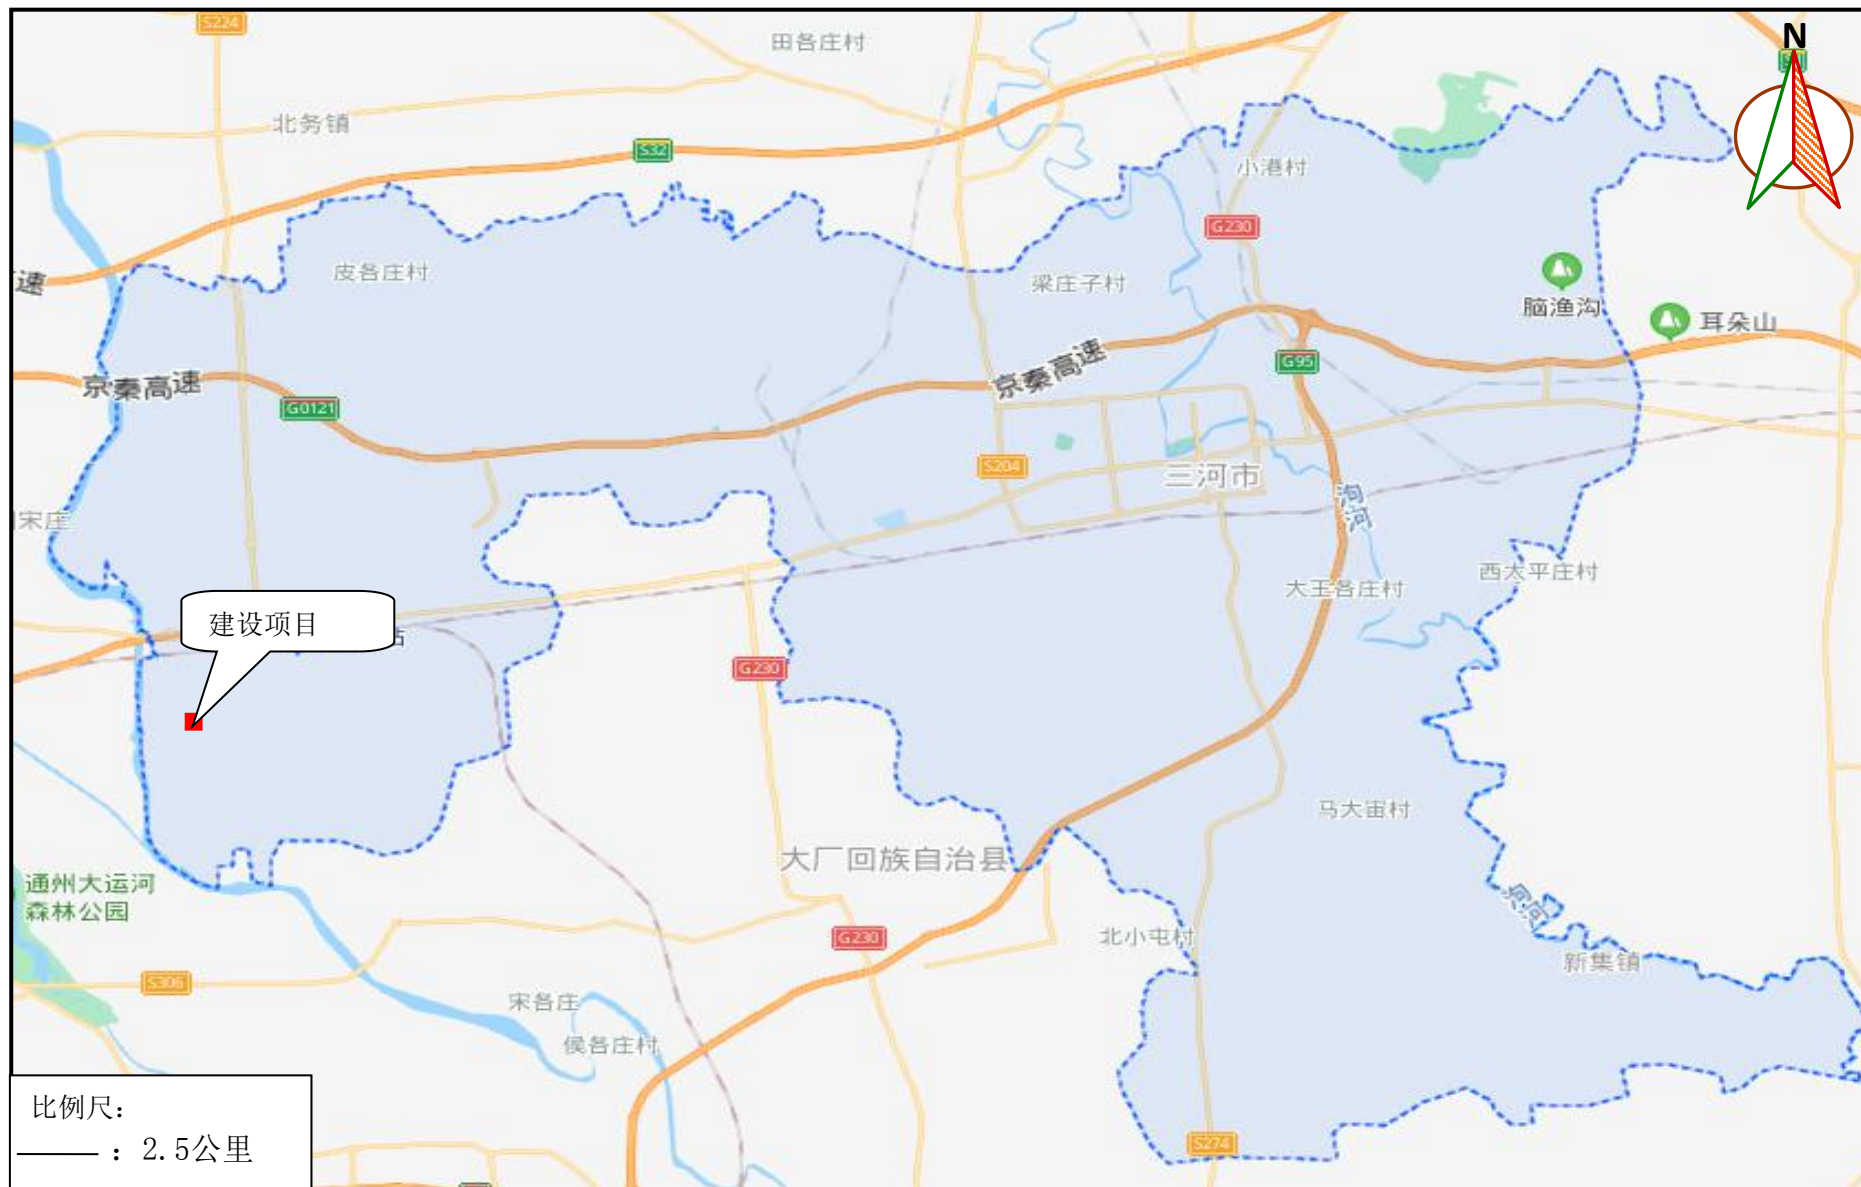 S224
田各庄村
N
北务镇
S32
小港村
G230
皮各庄村
梁庄子村
速
脑渔沟
耳朵山
京秦高速
京秦高速
G95
G0121
S204
三河市
泃河
宋庄
西太平庄村
大王各庄村
建设项目
站
G230
马大宙村
大厂回族自治县
通州大运河
森林公园
泃河
G230
北小屯村
新集镇
S306
宋各庄
侯各庄村
比例尺：
：2.5公里
S274